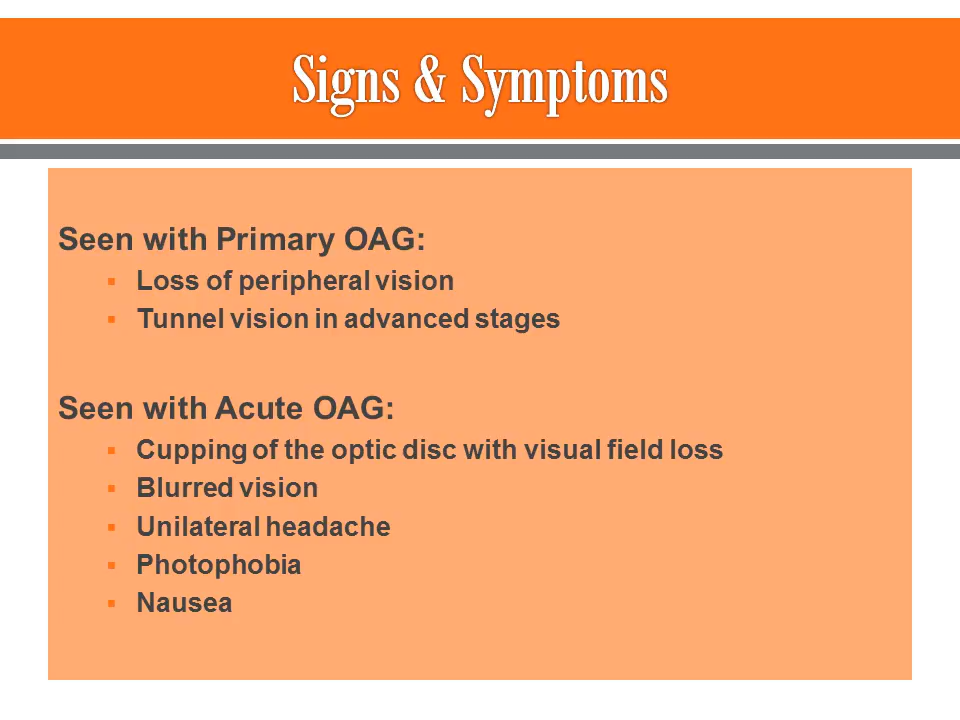 Signs & Symptoms
Seen with Primary OAG:
▪ Loss of peripheral vision
▪ Tunnel vision in advanced stages
Seen with Acute OAG:
▪ Cupping of the optic disc with visual field loss
▪ Blurred vision
▪ Unilateral headache
▪ Photophobia
▪ Nausea